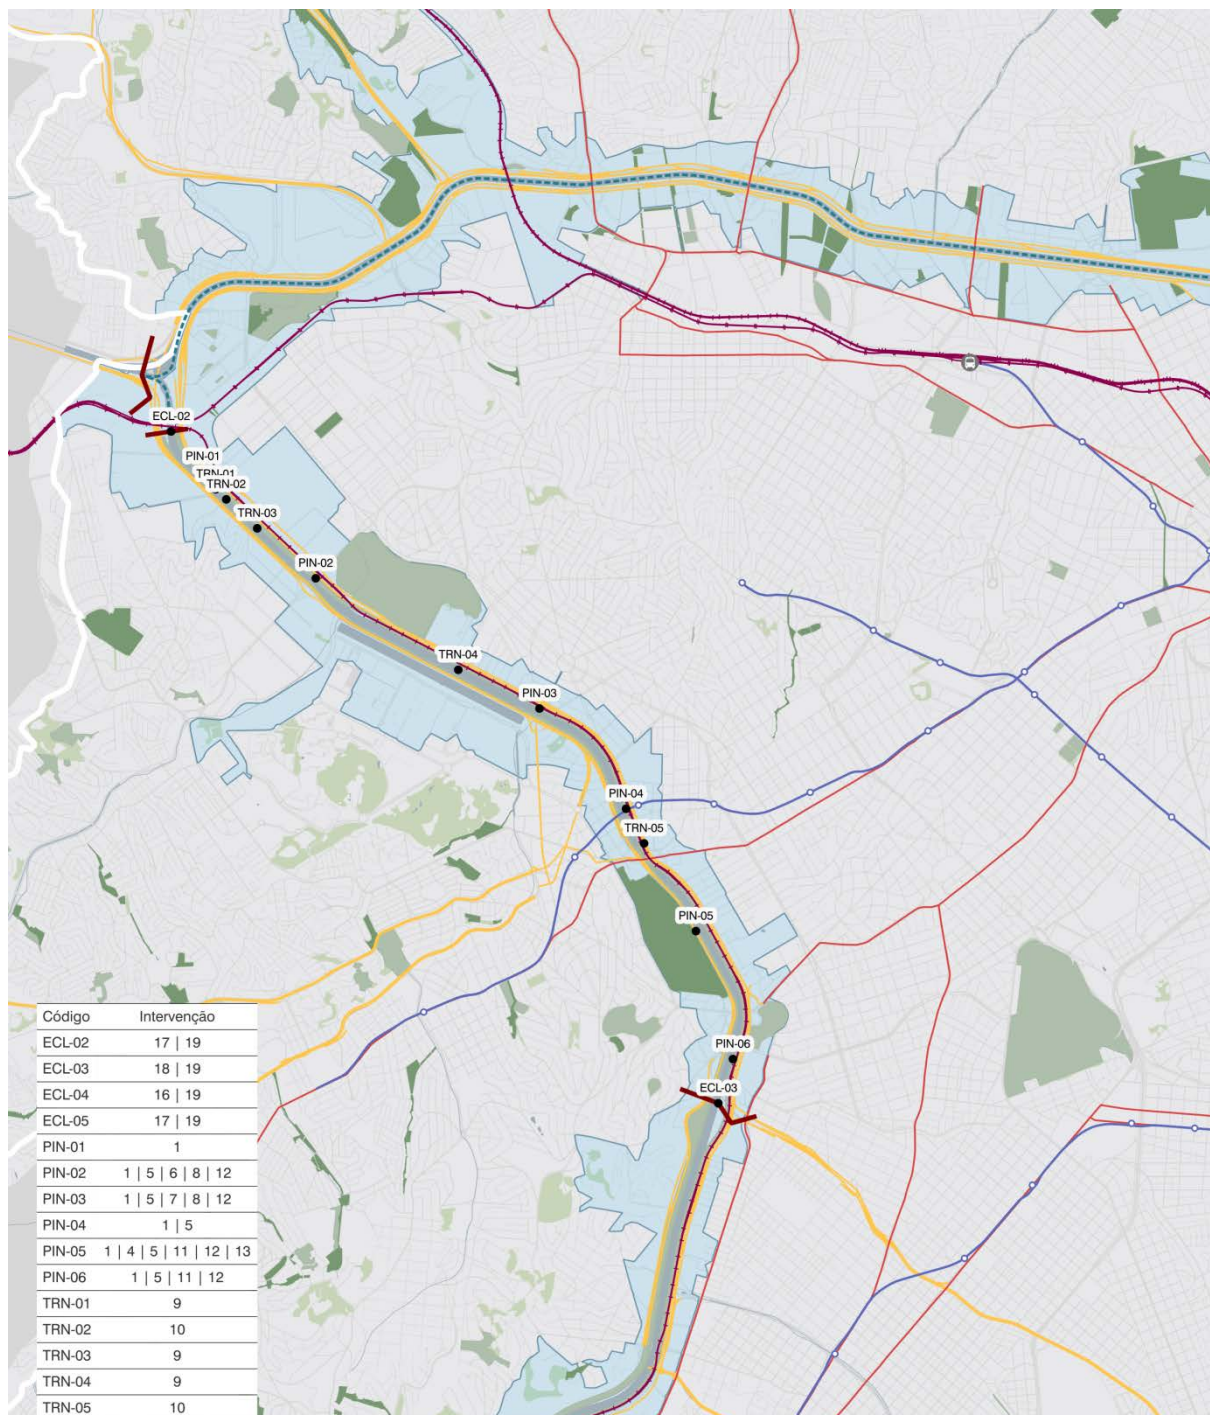 ECL-02
PIN-01
TRN-01
TRN-02
TRN-03
PIN-02
TRN-04
PIN-03
PIN-04
TRN-05
PIN-05
PIN-06
ECL-03
Código Intervenção
ECL-02 17 | 19
ECL-03 18 | 19
ECL-04 16 | 19
ECL-05 17 | 19
PIN-01 1
PIN-02 1 | 5 | 6 | 8 | 12
PIN-03 1 | 5 | 7 | 8 | 12
PIN-04 1 | 5
PIN-05 1 | 4 | 5 | 11 | 12 | 13
PIN-06 1 | 5 | 11 | 12
TRN-01 9
TRN-02 10
TRN-03 9
TRN-04 9
TRN-05 10